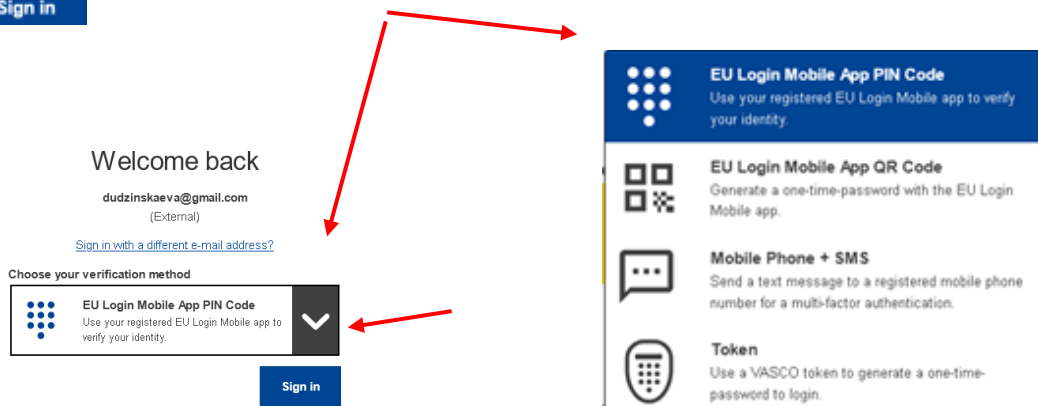 Sign in
Welcome back
dudzinskaeva@gmail.com
(External)
Sign in with a different e-mail address?
Choose your verification method
EU Login Mobile App PIN Code
Use your registered EU Login Mobile app to
verify your identity.
Sign in
EU Login Mobile App PIN Code
Use your registered EU Login Mobile app to verify
your identity.
EU Login Mobile App QR Code
Generate a one-time-password with the EU Login
Mobile app.
Mobile Phone + SMS
Send a text message to a registered mobile phone
number for a multi-factor authentication.
Token
Use a VASCO token to generate a one-time-
password to login.